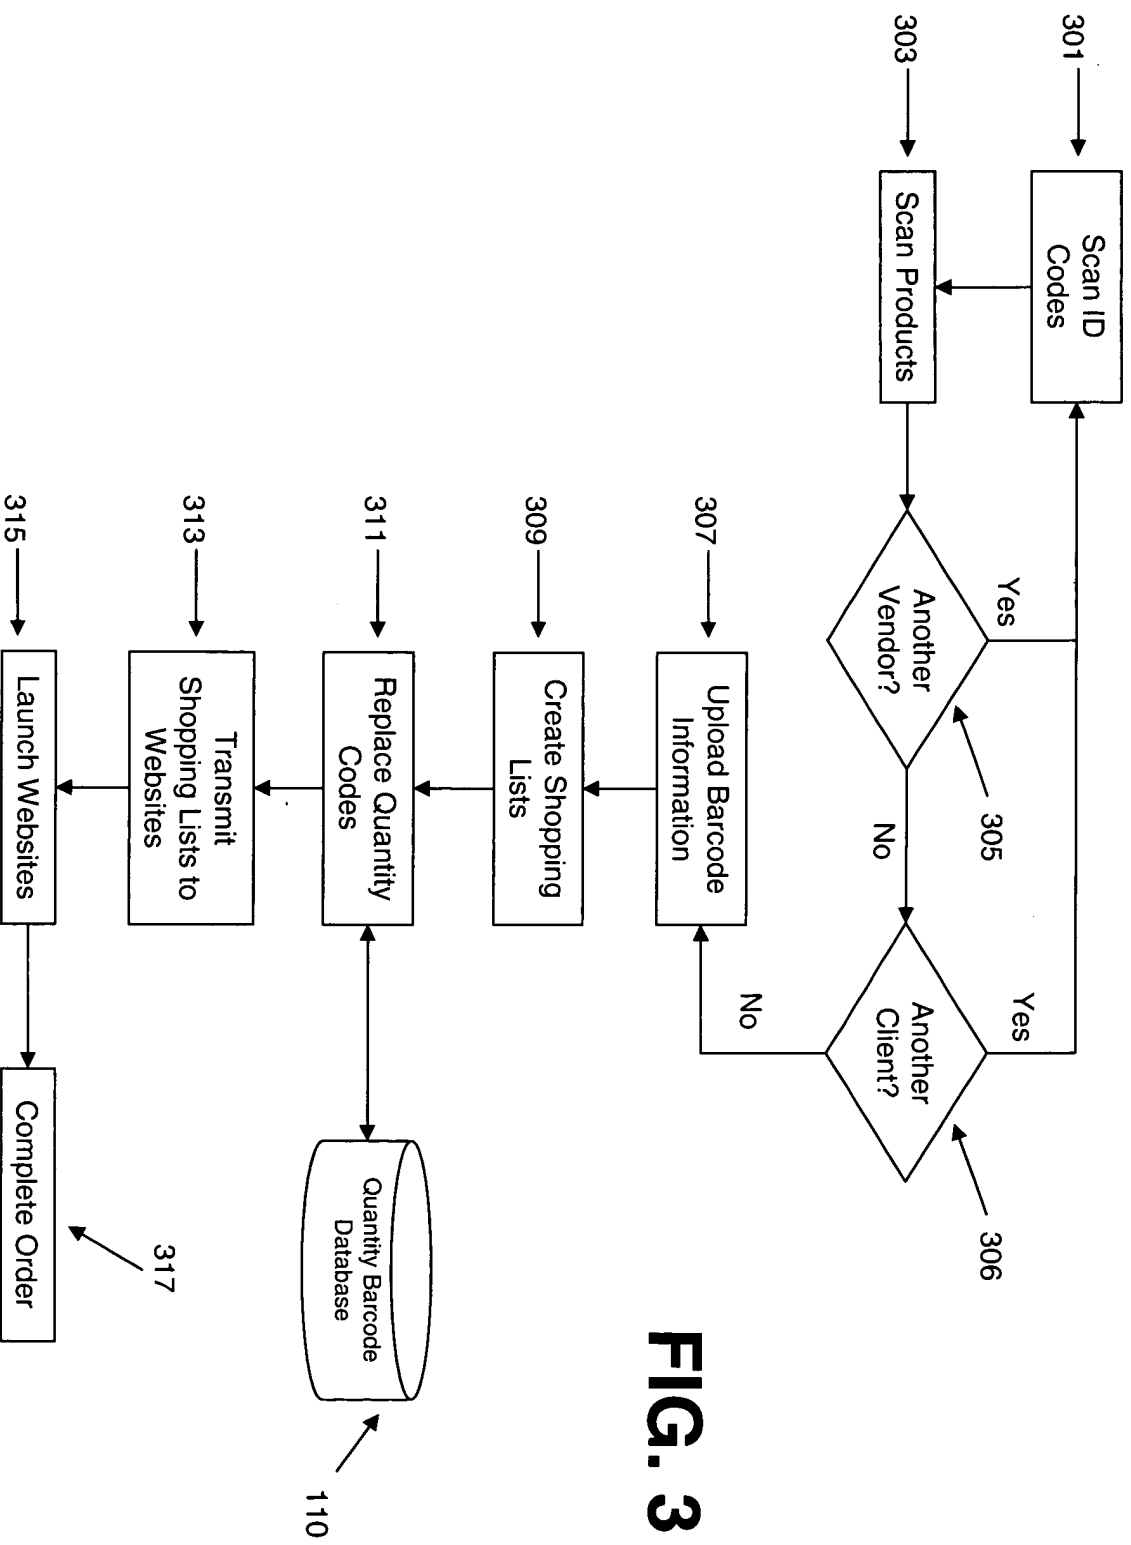 301
Scan ID
Codes
303
Scan Products
Another
Vendor?
Yes
305
No
Another
Client?
Yes
306
No
307
Upload Barcode
Information
309
Create Shopping
Lists
311
Replace Quantity
Codes
Quantity Barcode
Database
110
313
Transmit
Shopping Lists to
Websites
315
Launch Websites
Complete Order
317
FIG. 3